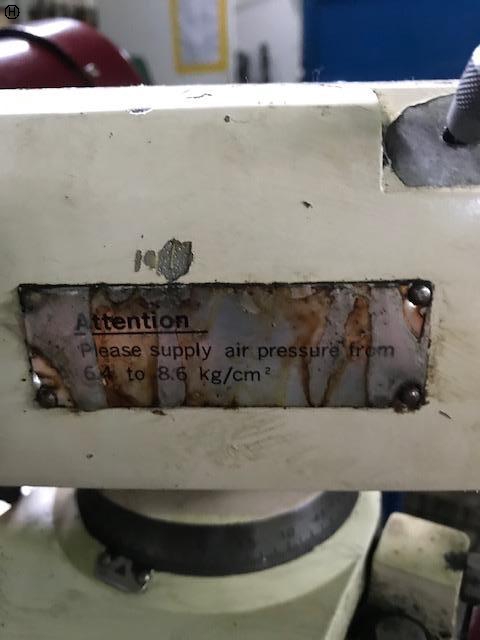 Attention
Please supply air pressure from
6.4 to 8.6 kg/cm²